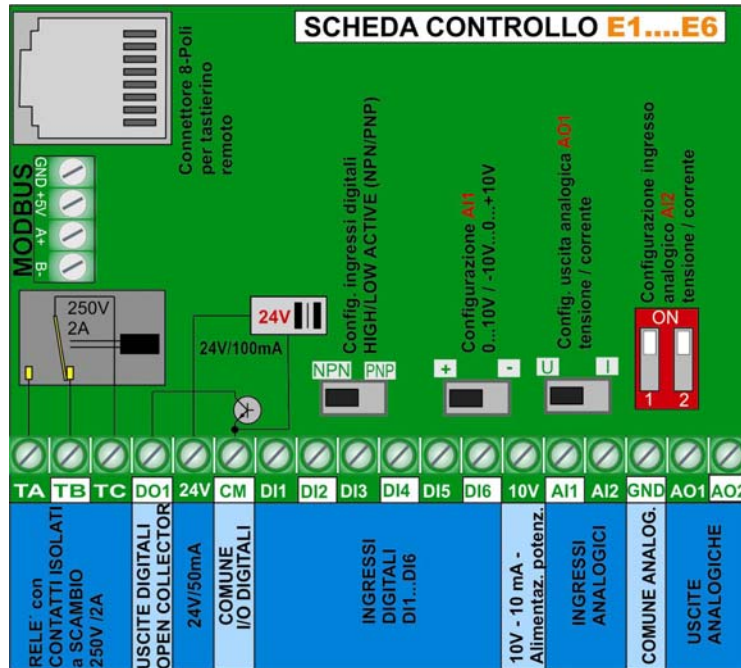 SCHEDA CONTROLLO E1....E6
Connettore 8-Poli
per tastierino
remoto
MODBUS
GND
+5V
A+
B-
250V
2A
24V
24V/100mA
Config. ingressi digitali
HIGH/LOW ACTIVE (NPN/PNP)
NPN
PNP
Configurazione AI1
0...10V / -10V...0...+10V
+
-
Config. uscita analogica AO1
tensione / corrente
U
I
Configurazione ingresso
analogico AI2
tensione / corrente
ON
1
2
TA
TB
TC
DO1
24V
CM
DI1
DI2
DI3
DI4
DI5
DI6
10V
AI1
AI2
GND
AO1
AO2
RELE´ con
CONTATTI ISOLATI
a SCAMBIO
250V /2A
USCITE DIGITALI
OPEN COLLECTOR
24V/50mA
COMUNE
I/O DIGITALI
INGRESSI
DIGITALI
DI1...DI6
10V - 10 mA -
Alimentaz. potenz.
INGRESSI
ANALOGICI
COMUNE ANALOG.
USCITE
ANALOGICHE